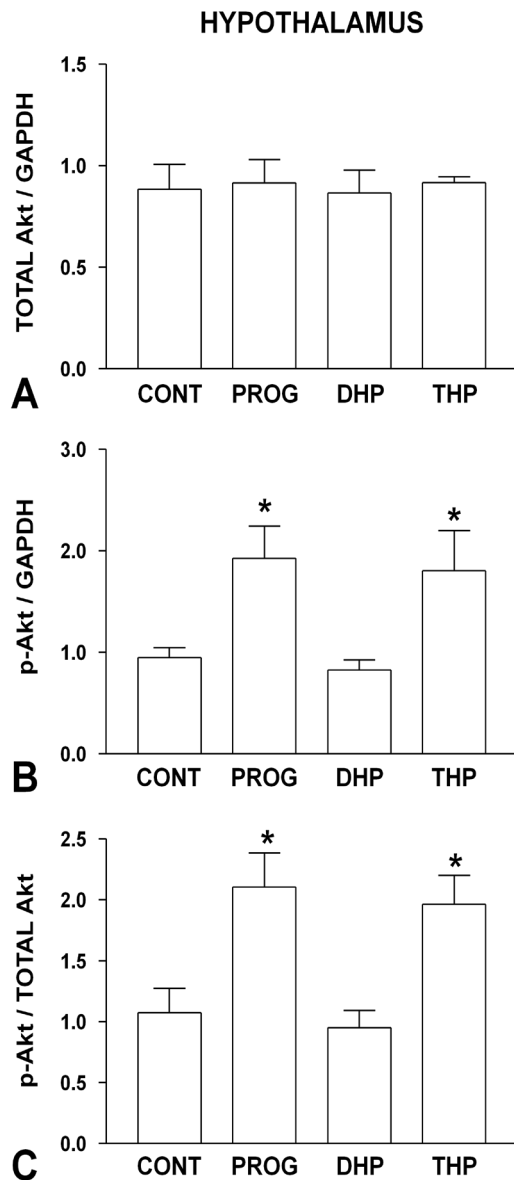 HYPOTHALAMUS
TOTAL Akt / GAPDH
1.5
1.0
0.5
0.0
CONT PROG DHP THP
A
p-Akt / GAPDH
3.0
2.0
1.0
0.0
* *
CONT PROG DHP THP
B
p-Akt / TOTAL Akt
2.5
2.0
1.5
1.0
0.5
0.0
* *
CONT PROG DHP THP
C